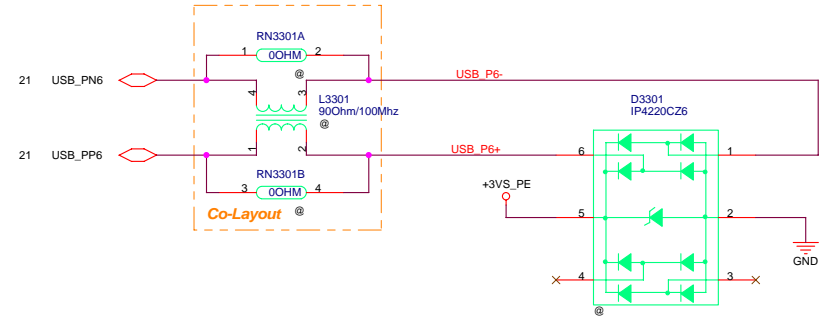 RN3301A
1 0OHM 2
@
21 USB_PN6
USB_P6-
4 3
L3301
90Ohm/100Mhz
@
D3301
IP4220CZ6
1 2
21 USB_PP6
USB_P6+
6 1
RN3301B
3 0OHM 4
@
Co-Layout
+3VS_PE
5 2
GND
4 3
@